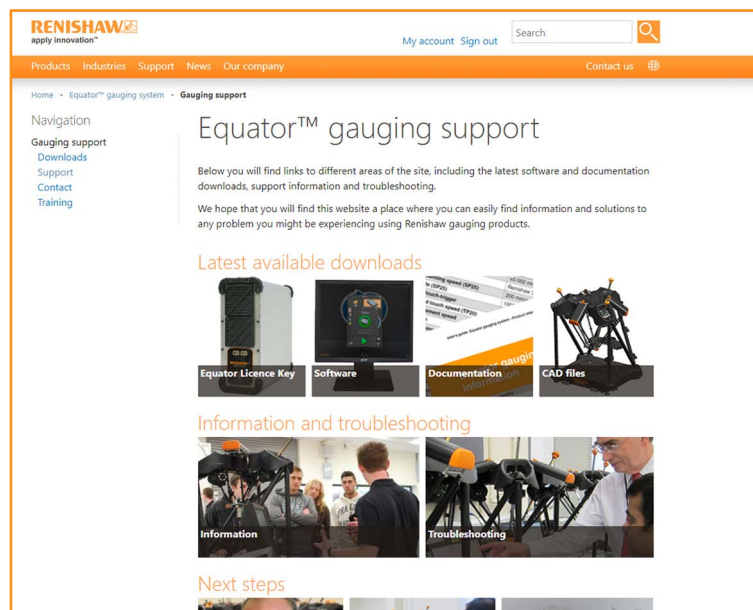 RENISHAW
apply innovation™
My account Sign out
Search
Products Industries Support News Our company
Contact us
Home - Equator™ gauging system - Gauging support
Navigation
Gauging support
Downloads
Support
Contact
Training
Equator™ gauging support
Below you will find links to different areas of the site, including the latest software and documentation
downloads, support information and troubleshooting.
We hope that you will find this website a place where you can easily find information and solutions to
any problem you might be experiencing using Renishaw gauging products.
Latest available downloads
Equator Licence Key
Software
Documentation
CAD files
Information and troubleshooting
Information
Troubleshooting
Next steps